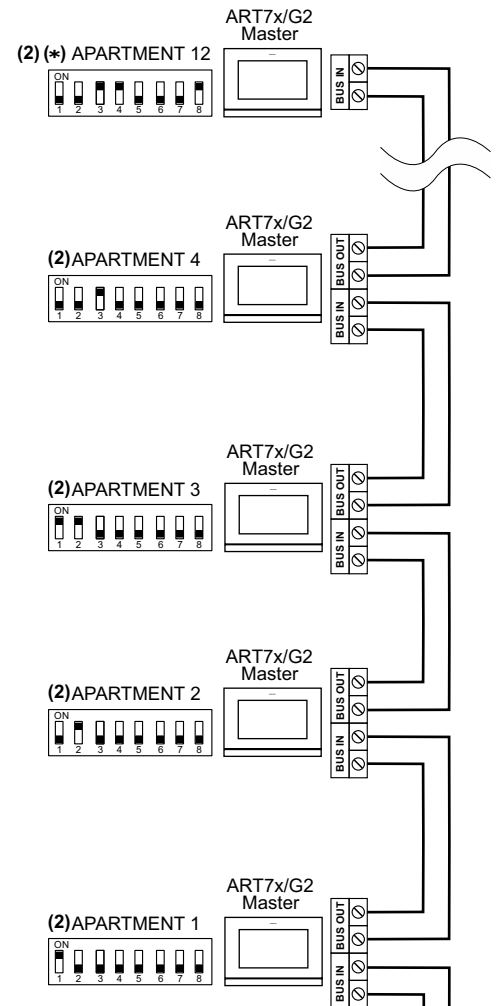 ART7x/G2
Master
(2) (*) APARTMENT 12
ON
1 2 3 4 5 6 7 8
BUS IN
ART7x/G2
Master
(2) APARTMENT 4
ON
1 2 3 4 5 6 7 8
BUS OUT
BUS IN
ART7x/G2
Master
(2) APARTMENT 3
ON
1 2 3 4 5 6 7 8
BUS OUT
BUS IN
ART7x/G2
Master
(2) APARTMENT 2
ON
1 2 3 4 5 6 7 8
BUS OUT
BUS IN
ART7x/G2
Master
(2) APARTMENT 1
ON
1 2 3 4 5 6 7 8
BUS OUT
BUS IN